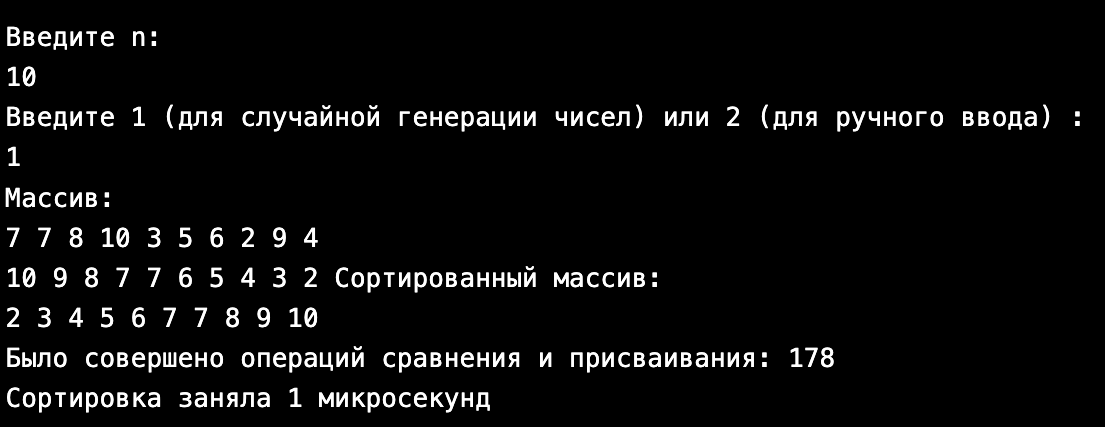 Введите n:
10
Введите 1 (для случайной генерации чисел) или 2 (для ручного ввода) :
1
Массив:
7 7 8 10 3 5 6 2 9 4
10 9 8 7 7 6 5 4 3 2 Сортированный массив:
2 3 4 5 6 7 7 8 9 10
Было совершено операций сравнения и присваивания: 178
Сортировка заняла 1 микросекунд